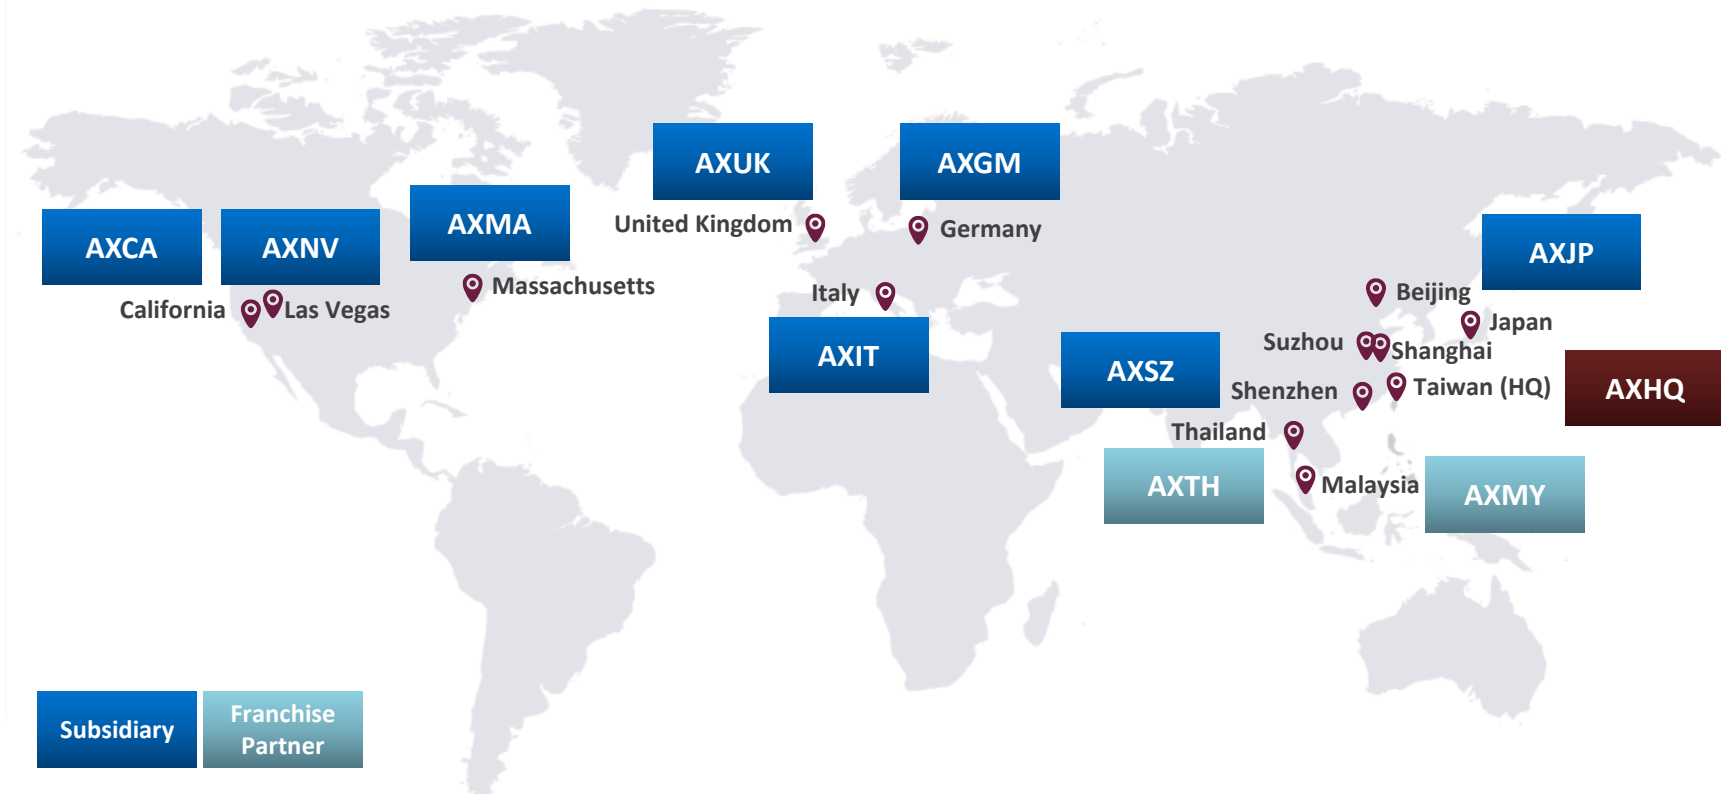 AXUK
AXGM
AXMA
AXCA
AXNV
AXJP
United Kingdom
Germany
Massachusetts
California
Las Vegas
Italy
AXIT
Beijing
Japan
Suzhou
Shanghai
AXSZ
Shenzhen
Taiwan (HQ)
AXHQ
Thailand
AXTH
Malaysia
AXMY
Subsidiary
Franchise
Partner